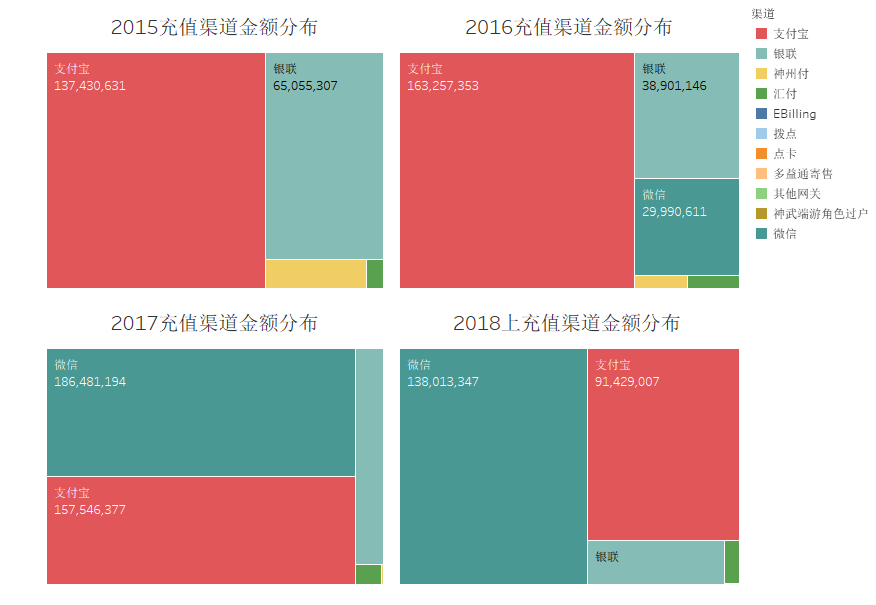 2015充值渠道金额分布
支付宝
137,430,631
银联
65,055,307
2016充值渠道金额分布
支付宝
163,257,353
银联
38,901,146
微信
29,990,611
渠道
支付宝
银联
神州付
汇付
EBilling
拨点
点卡
多益通寄售
其他网关
神武端游角色过户
微信
2017充值渠道金额分布
微信
186,481,194
支付宝
157,546,377
2018上充值渠道金额分布
微信
138,013,347
支付宝
91,429,007
银联